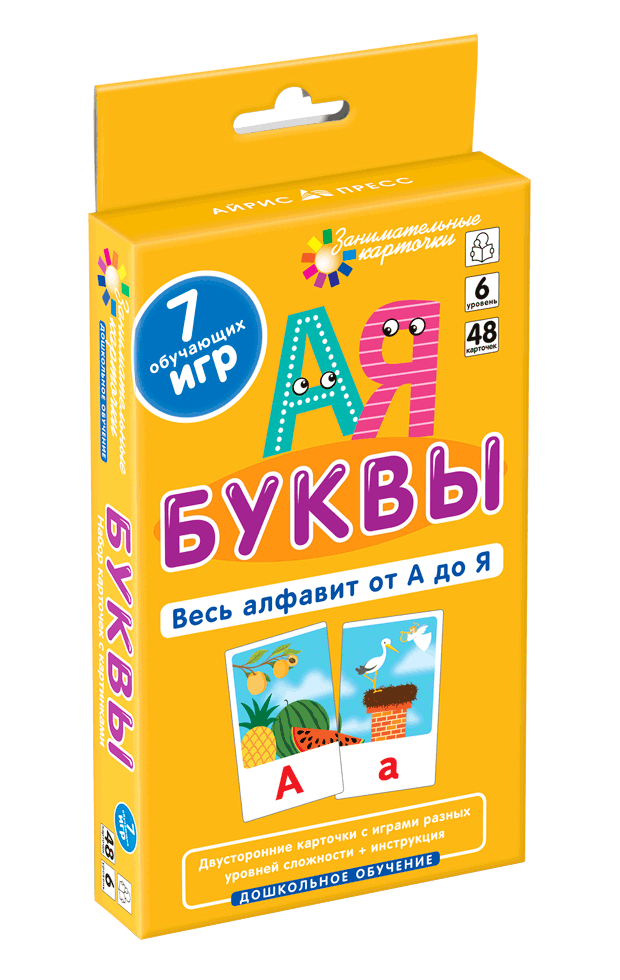 АЙРИС ПРЕСС
Занимательные
карточки
7
обучающих
игр
6
уровень
48
карточек
АЯ
БУКВЫ
Весь алфавит от А до Я
А
а
Двусторонние карточки с играми разных
уровней сложности + инструкция
ДОШКОЛЬНОЕ ОБУЧЕНИЕ
Занимательные
карточки
ДОШКОЛЬНОЕ ОБУЧЕНИЕ
БУКВЫ
Набор карточек с картинками
7
игр
48
6